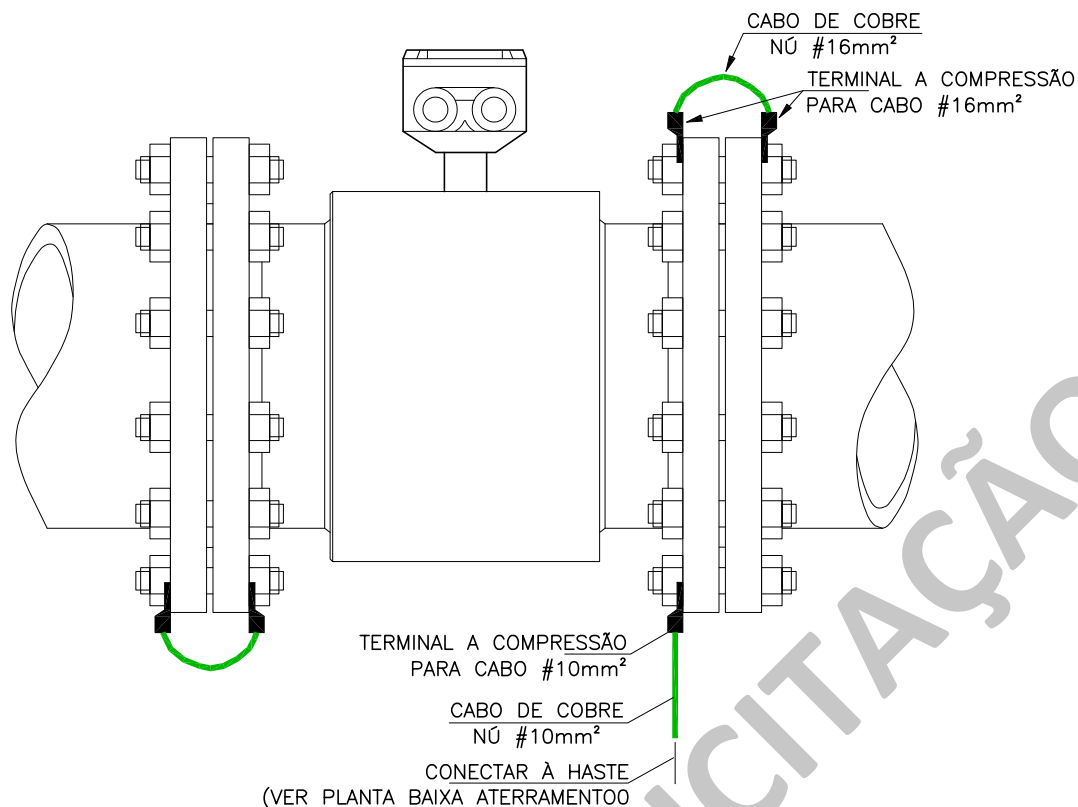 CABO DE COBRE
NÚ #16mm²
TERMINAL A COMPRESSÃO
PARA CABO #16mm²
TERMINAL A COMPRESSÃO
PARA CABO #10mm²
CABO DE COBRE
NÚ #10mm²
CONECTAR À HASTE
(VER PLANTA BAIXA ATERRAMENTOO
CITAÇÃO